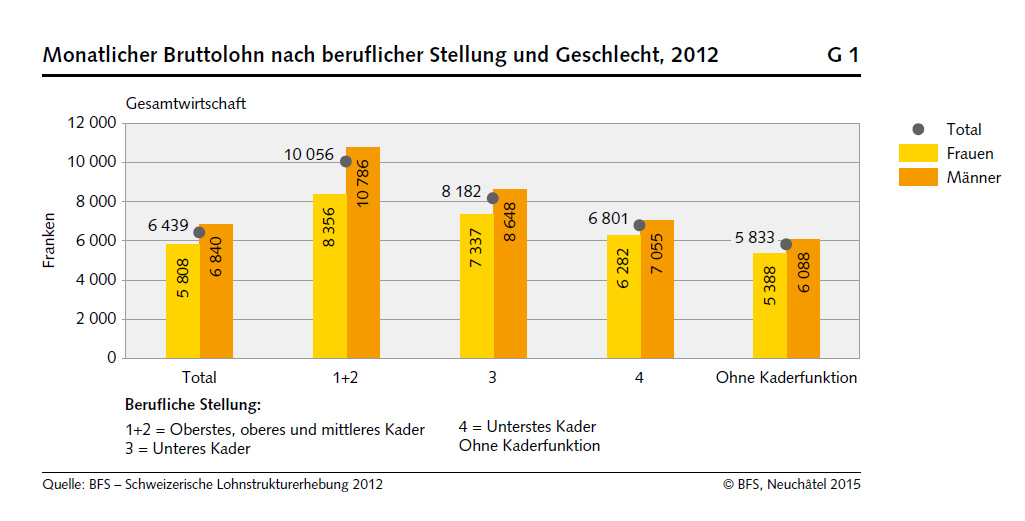 Monatlicher Bruttolohn nach beruflicher Stellung und Geschlecht, 2012 G 1
Gesamtwirtschaft
Franken
12 000
10 000
8 000
6 000
4 000
2 000
0
6 439
5 808
6 840
10 056
8 356
10 786
8 182
7 337
8 648
6 801
6 282
7 055
5 833
5 388
6 088
Total
1+2
3
4
Ohne Kaderfunktion
Total
Frauen
Männer
Berufliche Stellung:
1+2 = Oberstes, oberes und mittleres Kader
3 = Unteres Kader
4 = Unterstes Kader
Ohne Kaderfunktion
Quelle: BFS – Schweizerische Lohnstrukturerhebung 2012
© BFS, Neuchâtel 2015